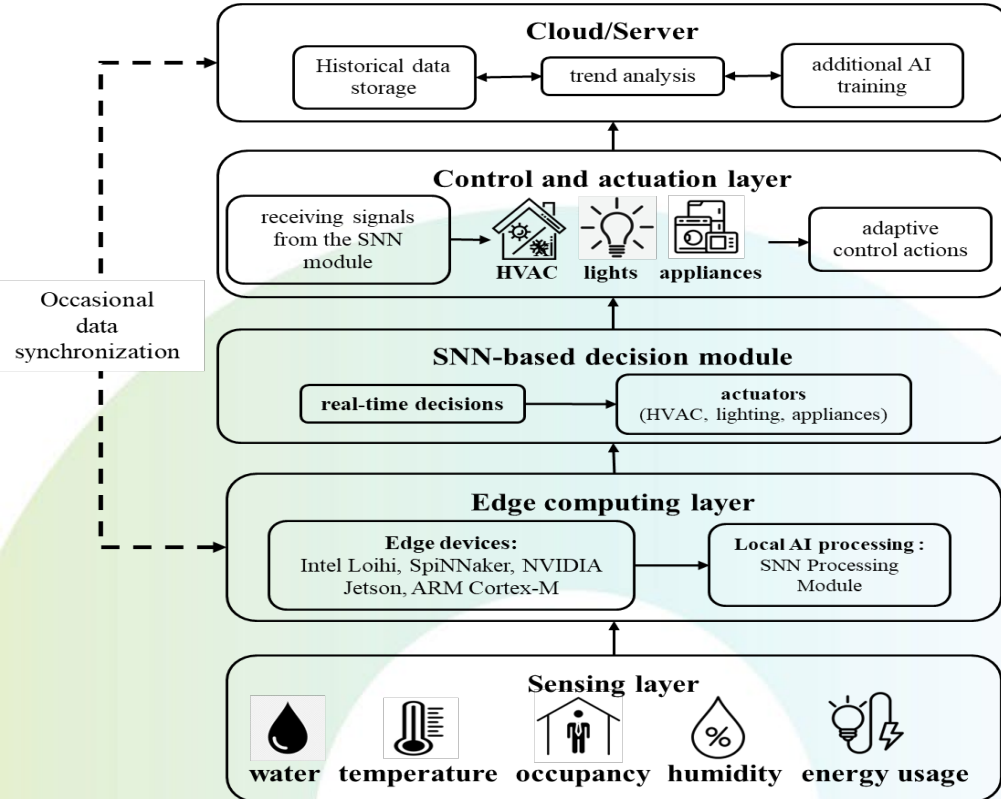 Cloud/Server
Historical data
storage
trend analysis
additional AI
training
Control and actuation layer
receiving signals
from the SNN
module
HVAC
lights
appliances
adaptive
control actions
Occasional
data
synchronization
SNN-based decision module
real-time decisions
actuators
(HVAC, lighting, appliances)
Edge computing layer
Edge devices:
Intel Loihi, SpiNNaker, NVIDIA
Jetson, ARM Cortex-M
Local AI processing :
SNN Processing
Module
Sensing layer
%
water
temperature
occupancy
humidity
energy usage